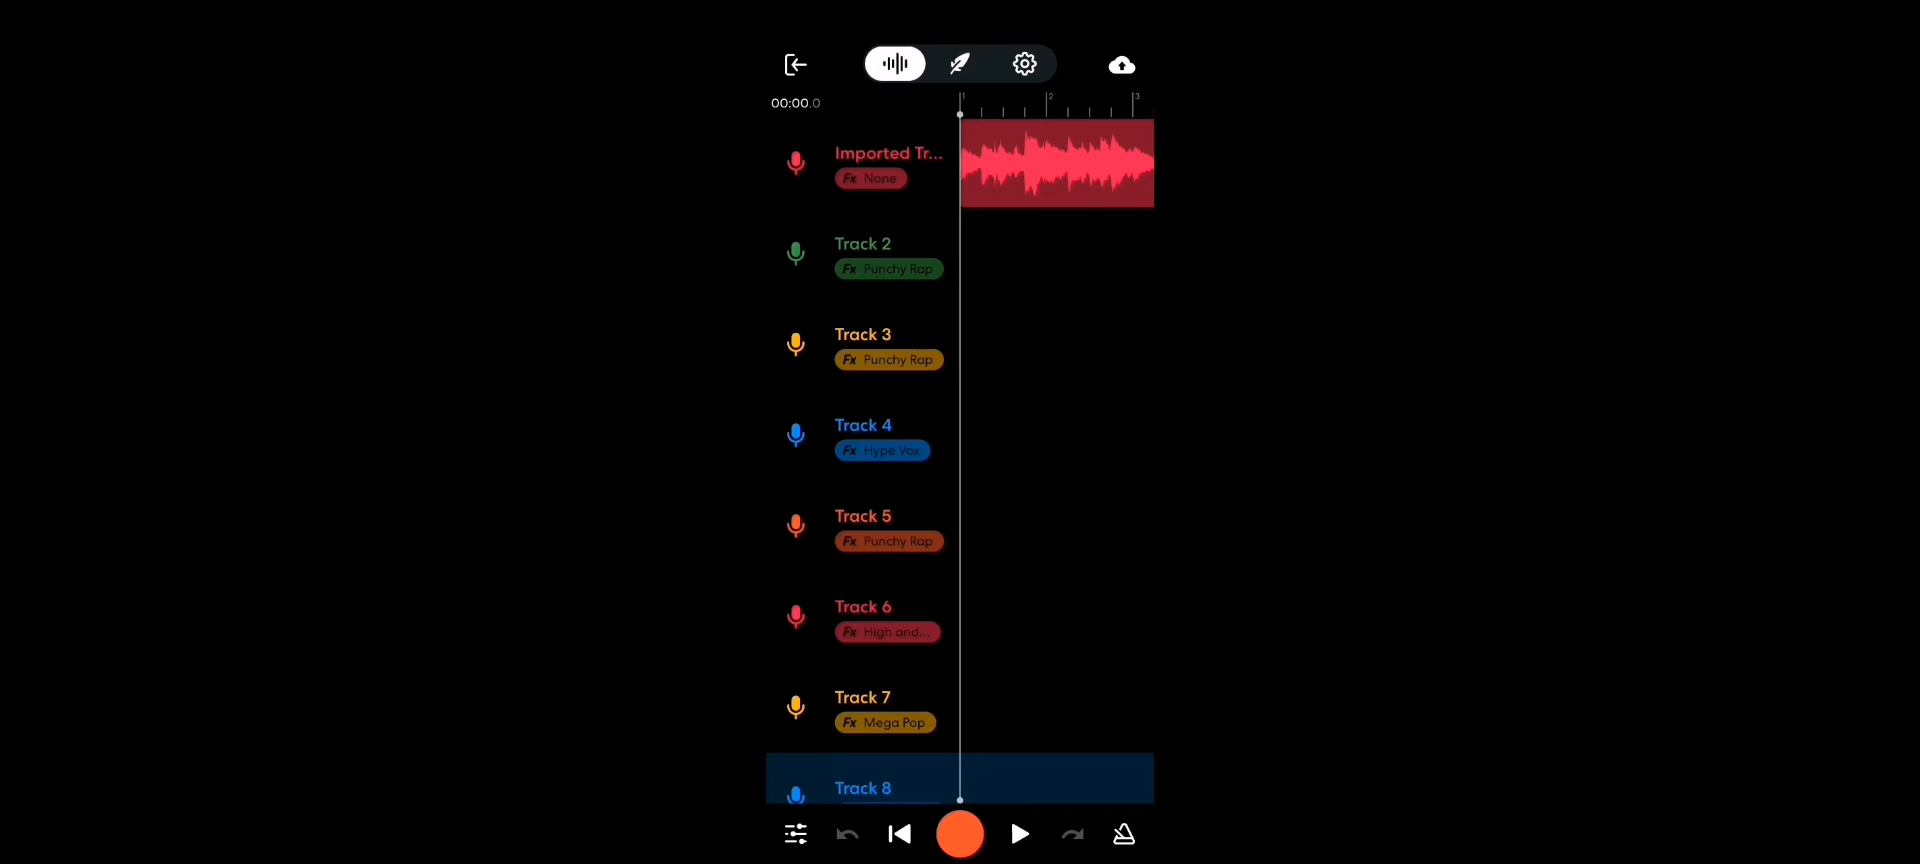 00:00.0
1 2 3
Imported Tr...
Fx None
Track 2
Fx Punchy Rap
Track 3
Fx Punchy Rap
Track 4
Fx Hype Vox
Track 5
Fx Punchy Rap
Track 6
Fx High and...
Track 7
Fx Mega Pop
Track 8